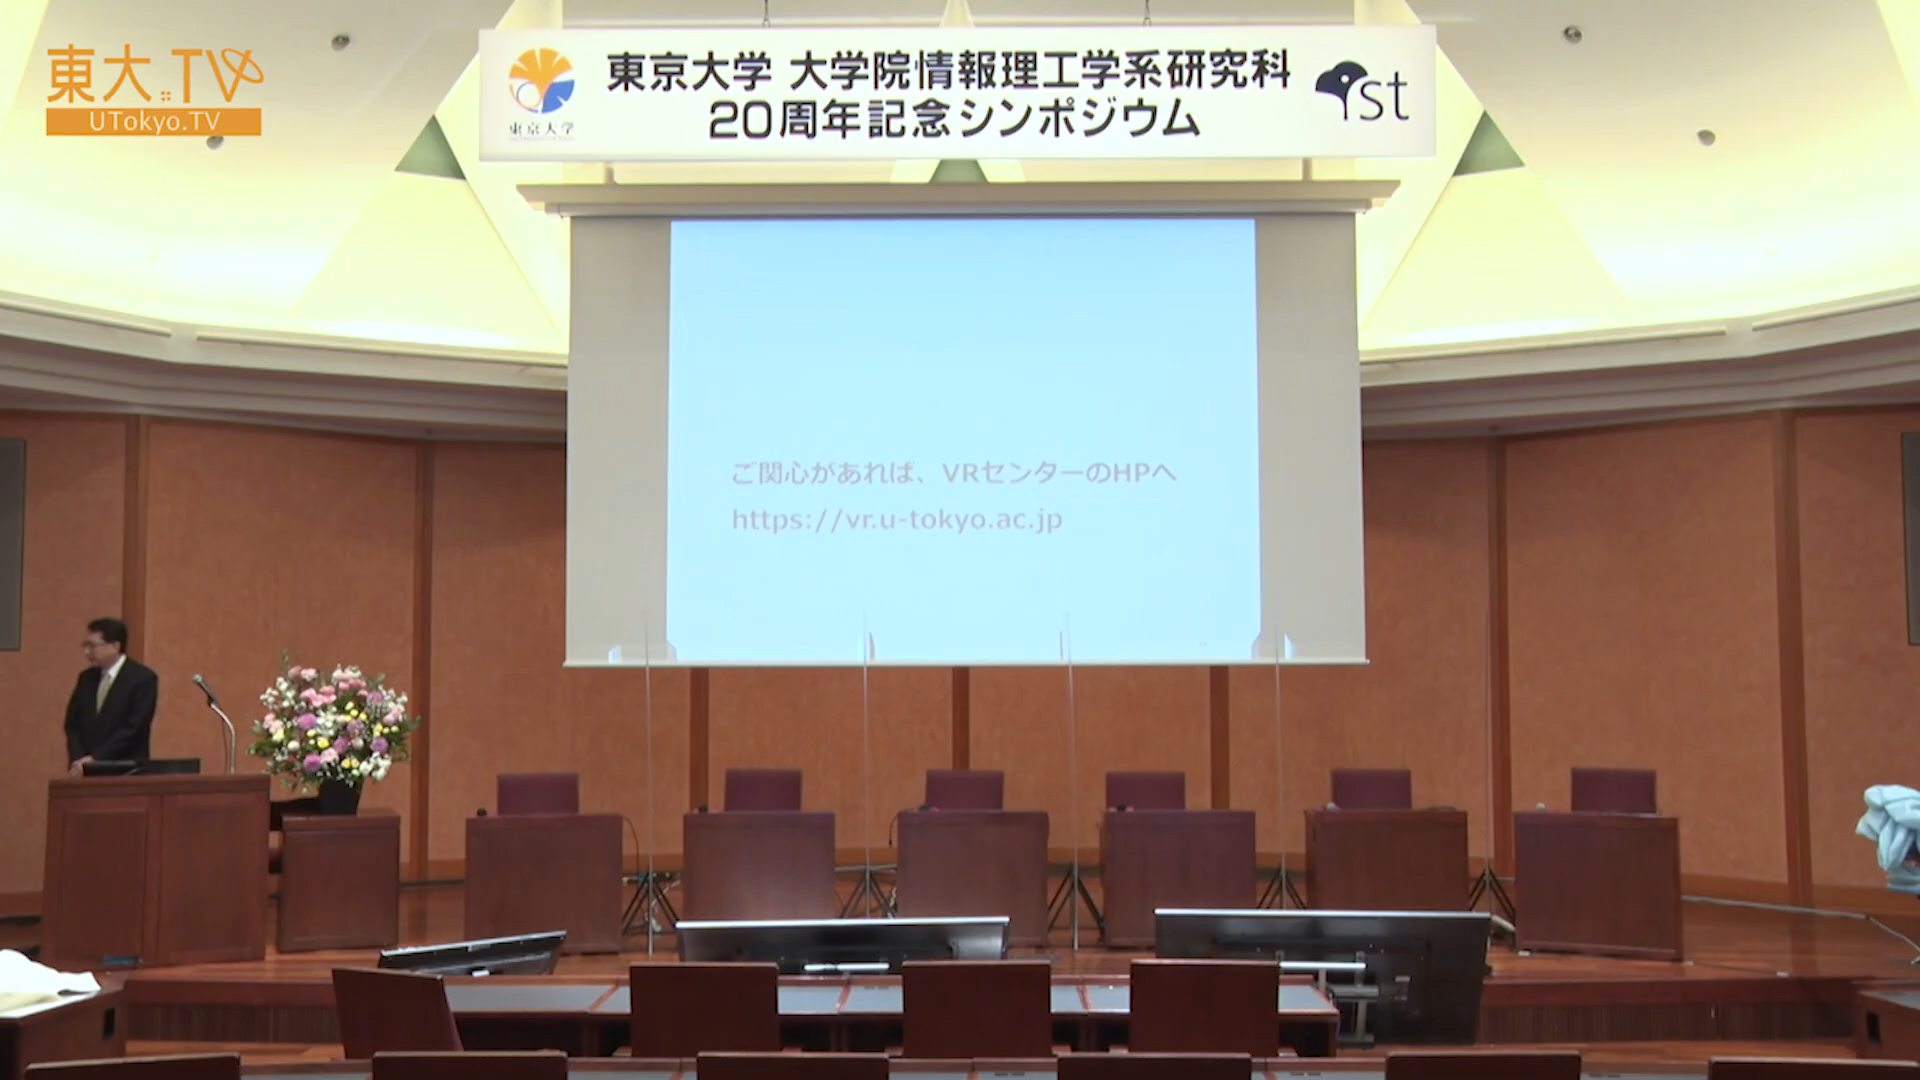 東大.TV
UTokyo.TV
東京大学 大学院情報理工学系研究科
20周年記念シンポジウム
東京大学
ist
ご関心があれば、VRセンターのHPへ
https://vr.u-tokyo.ac.jp